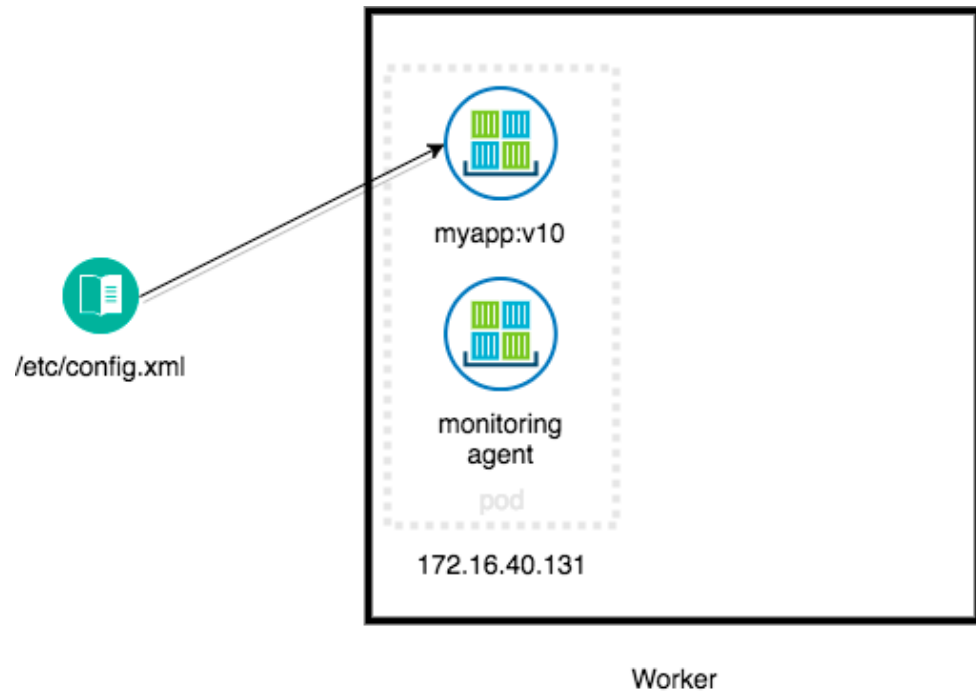 myapp:v10
/etc/config.xml
monitoring
agent
pod
172.16.40.131
Worker